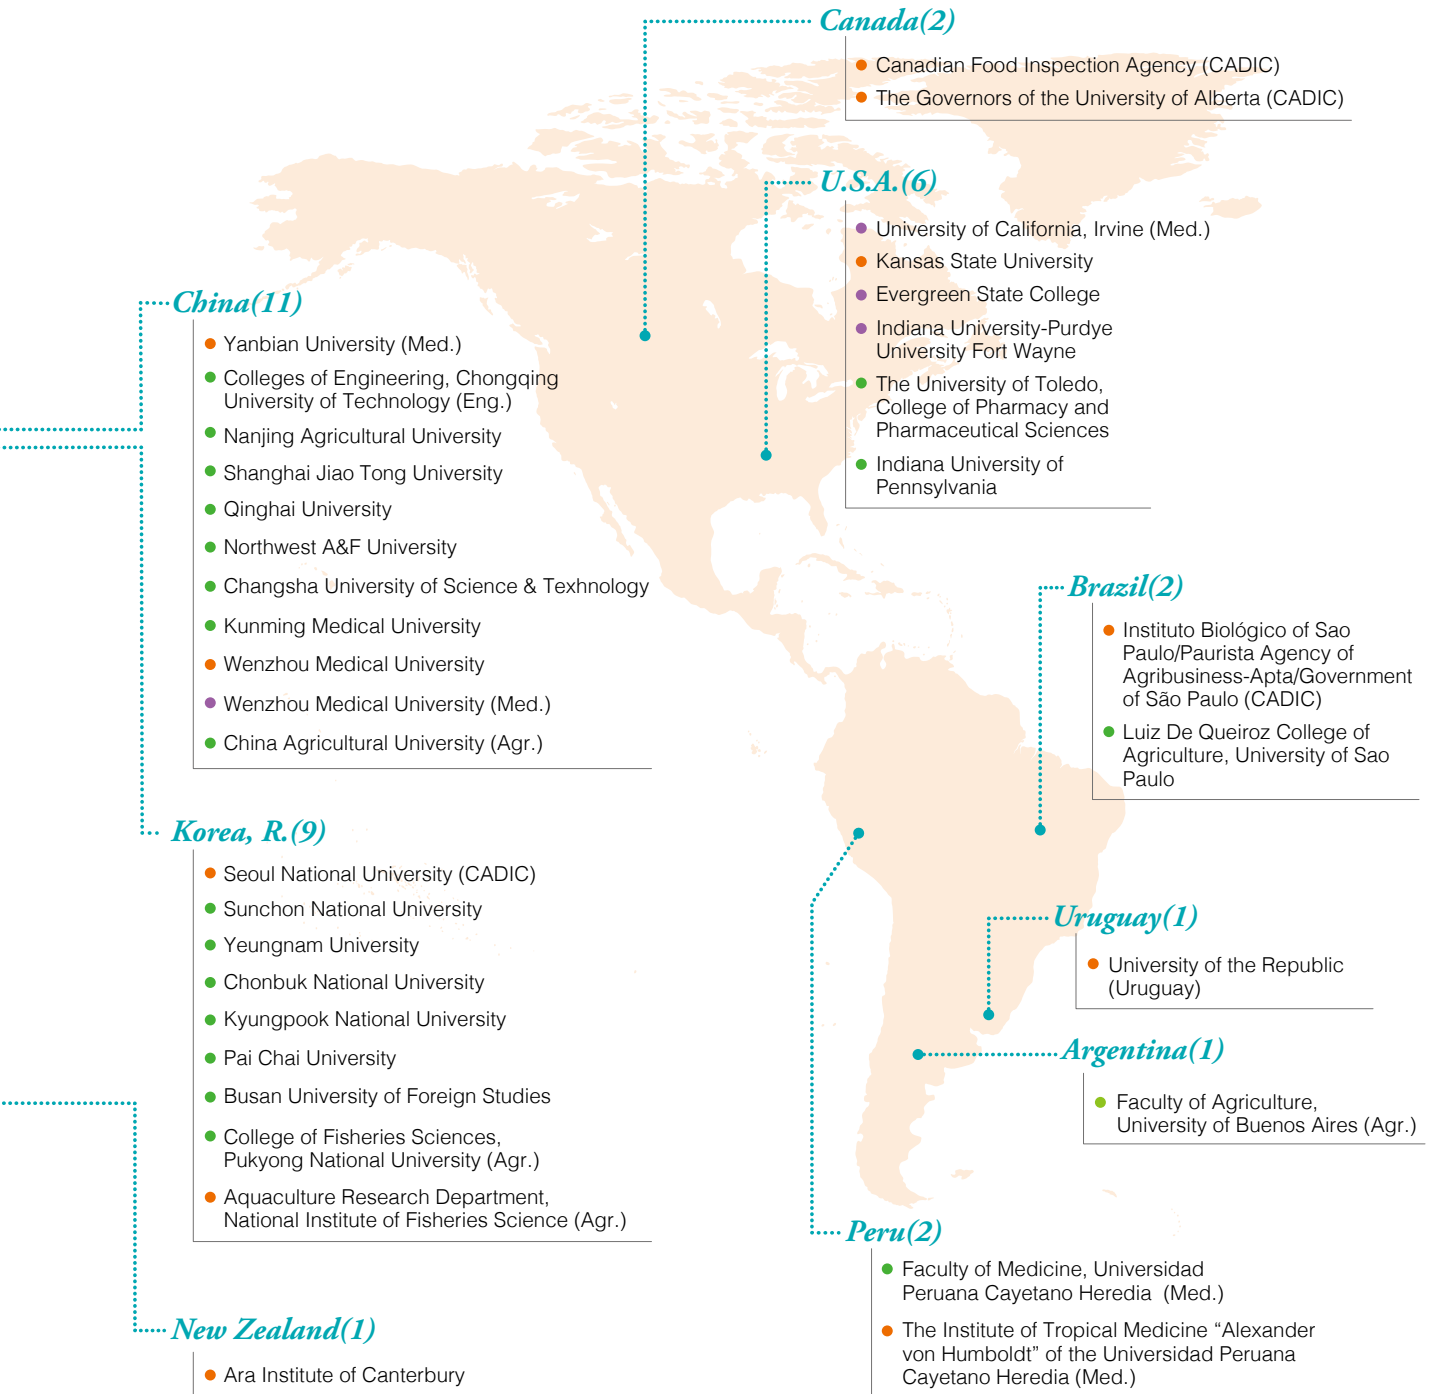 Canada(2)
Canadian Food Inspection Agency (CADIC)
The Governors of the University of Alberta (CADIC)
U.S.A.(6)
University of California, Irvine (Med.)
Kansas State University
Evergreen State College
Indiana University-Purdye
University Fort Wayne
The University of Toledo,
College of Pharmacy and
Pharmaceutical Sciences
Indiana University of
Pennsylvania
China(11)
Yanbian University (Med.)
Colleges of Engineering, Chongqing
University of Technology (Eng.)
Nanjing Agricultural University
Shanghai Jiao Tong University
Qinghai University
Northwest A&F University
Changsha University of Science & Texhnology
Kunming Medical University
Wenzhou Medical University
Wenzhou Medical University (Med.)
China Agricultural University (Agr.)
Brazil(2)
Instituto Biológico of Sao
Paulo/Paurista Agency of
Agribusiness-Apta/Government
of São Paulo (CADIC)
Luiz De Queiroz College of
Agriculture, University of Sao
Paulo
Korea, R.(9)
Seoul National University (CADIC)
Sunchon National University
Yeungnam University
Chonbuk National University
Kyungpook National University
Pai Chai University
Busan University of Foreign Studies
College of Fisheries Sciences,
Pukyong National University (Agr.)
Aquaculture Research Department,
National Institute of Fisheries Science (Agr.)
Uruguay(1)
University of the Republic
(Uruguay)
Argentina(1)
Faculty of Agriculture,
University of Buenos Aires (Agr.)
Peru(2)
Faculty of Medicine, Universidad
Peruana Cayetano Heredia (Med.)
The Institute of Tropical Medicine “Alexander
von Humboldt” of the Universidad Peruana
Cayetano Heredia (Med.)
New Zealand(1)
Ara Institute of Canterbury